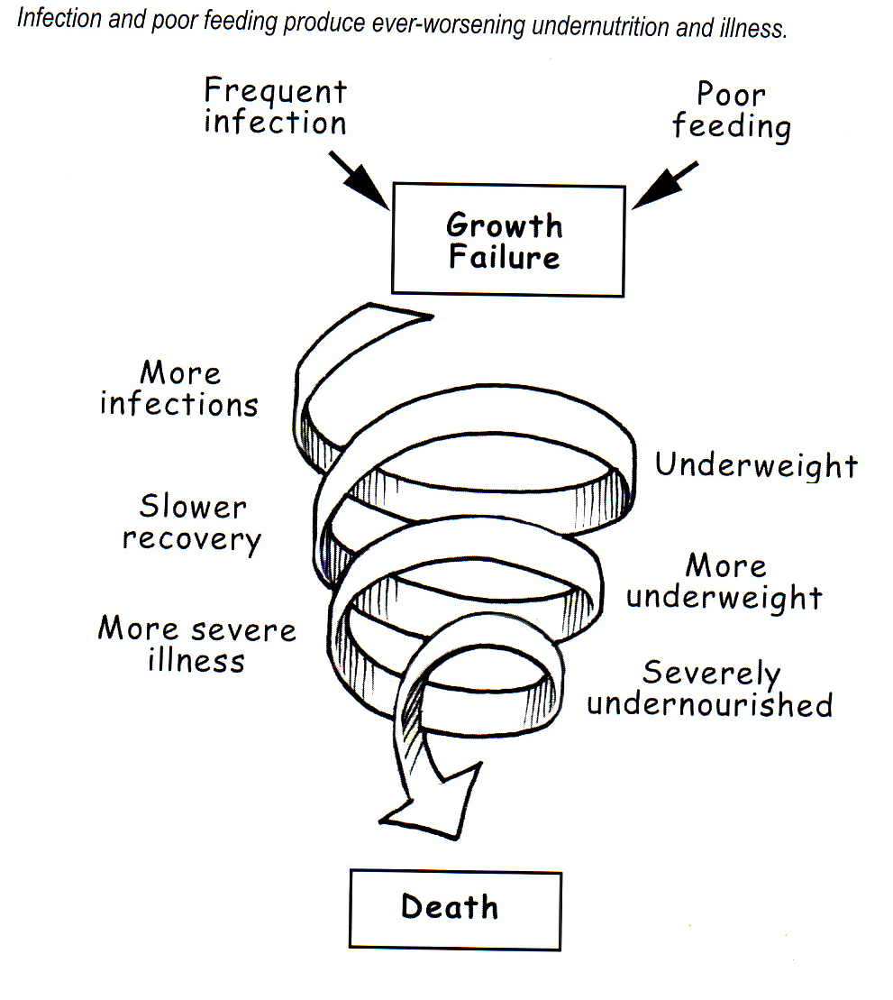 Infection and poor feeding produce ever-worsening undernutrition and illness.
Frequent
infection
Poor
feeding
Growth
Failure
More
infections
Underweight
Slower
recovery
More
underweight
More severe
illness
Severely
undernourished
Death